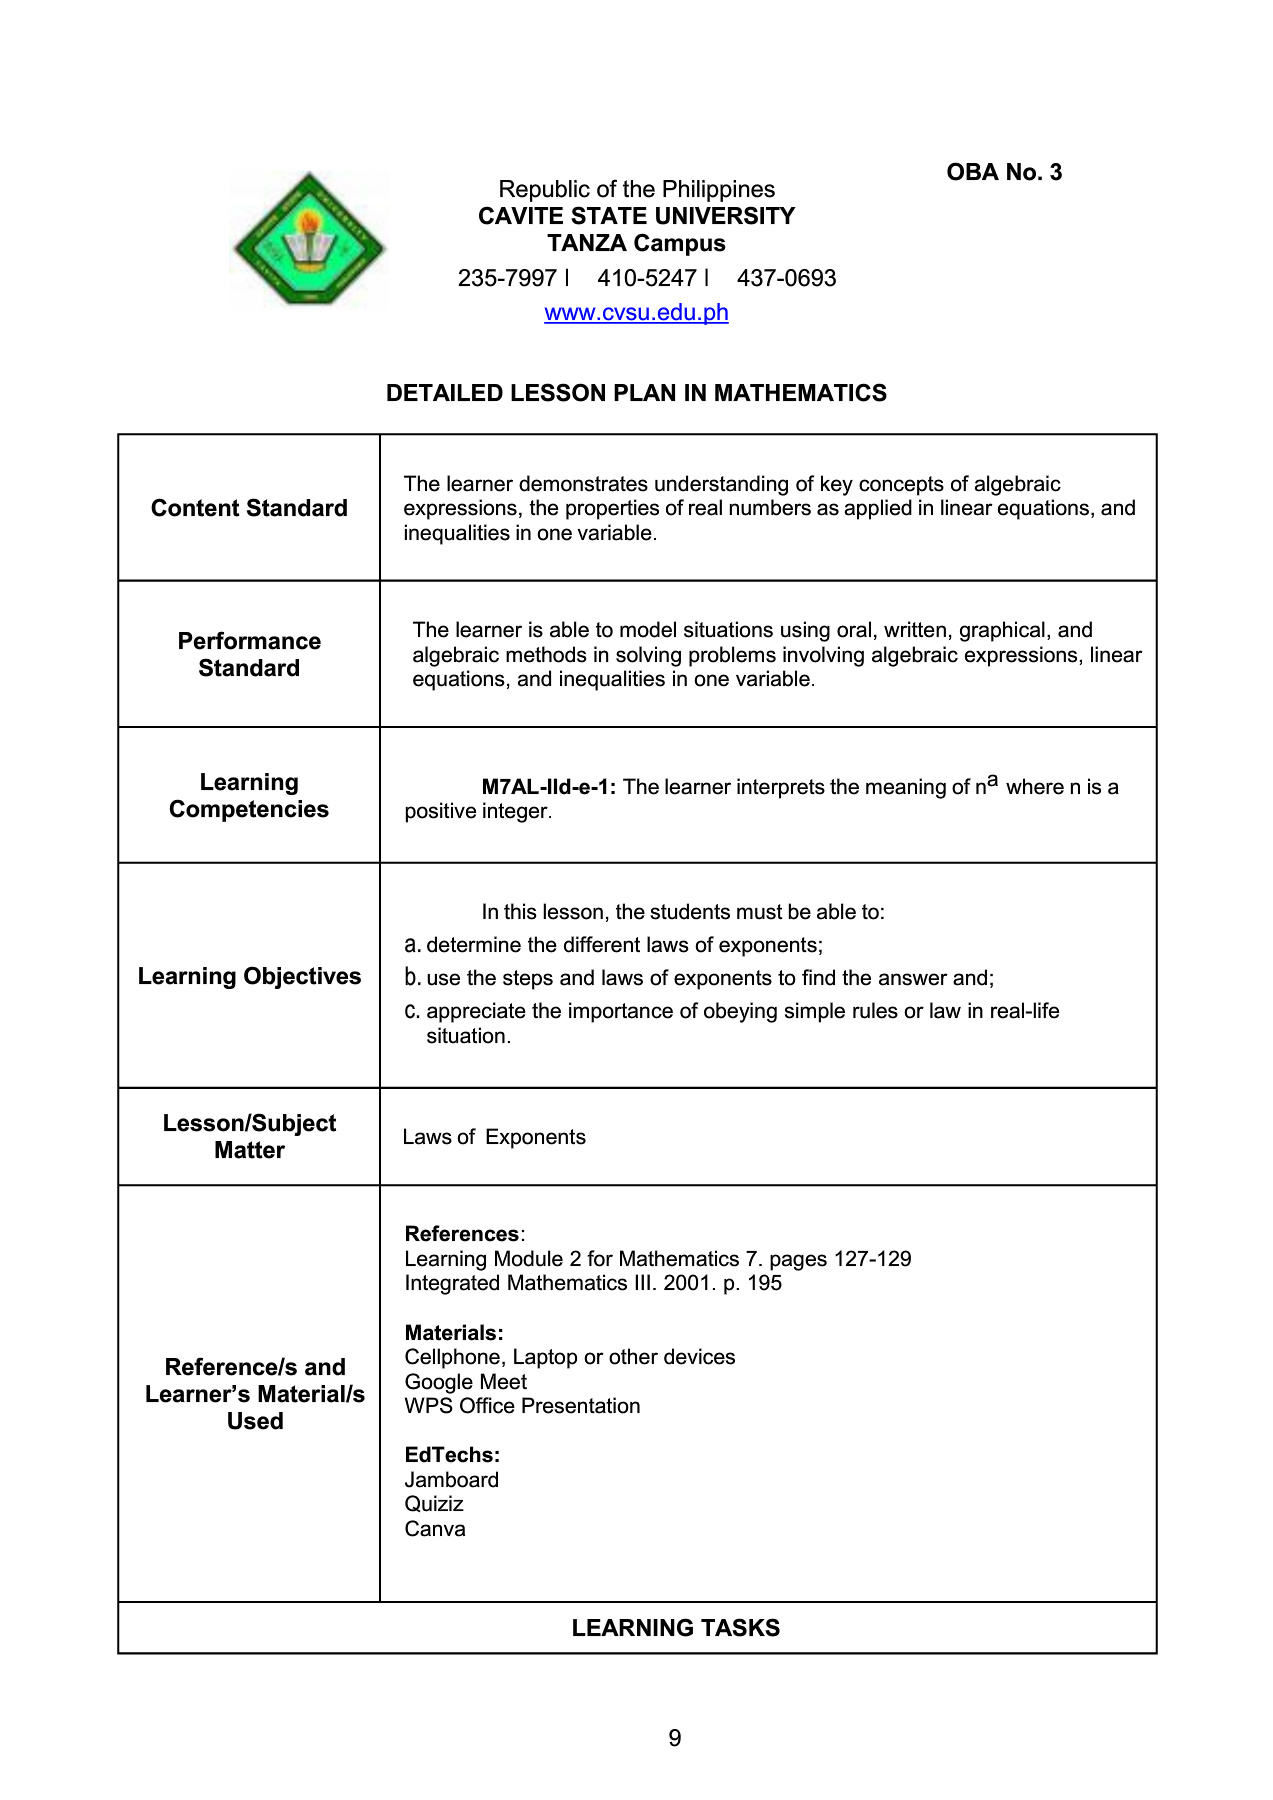 OBA No. 3
Republic of the Philippines
CAVITE STATE UNIVERSITY
TANZA Campus
235-7997 I 410-5247 I 437-0693
www.cvsu.edu.ph
DETAILED LESSON PLAN IN MATHEMATICS
Content Standard
The learner demonstrates understanding of key concepts of algebraic
expressions, the properties of real numbers as applied in linear equations, and
inequalities in one variable.
Performance
Standard
The learner is able to model situations using oral, written, graphical, and
algebraic methods in solving problems involving algebraic expressions, linear
equations, and inequalities in one variable.
Learning
Competencies
M7AL-IId-e-1: The learner interprets the meaning of nᵃ where n is a
positive integer.
Learning Objectives
In this lesson, the students must be able to:
a. determine the different laws of exponents;
b. use the steps and laws of exponents to find the answer and;
c. appreciate the importance of obeying simple rules or law in real-life
situation.
Lesson/Subject
Matter
Laws of Exponents
Reference/s and
Learner’s Material/s
Used
References:
Learning Module 2 for Mathematics 7. pages 127-129
Integrated Mathematics III. 2001. p. 195
Materials:
Cellphone, Laptop or other devices
Google Meet
WPS Office Presentation
EdTechs:
Jamboard
Quiziz
Canva
LEARNING TASKS
9